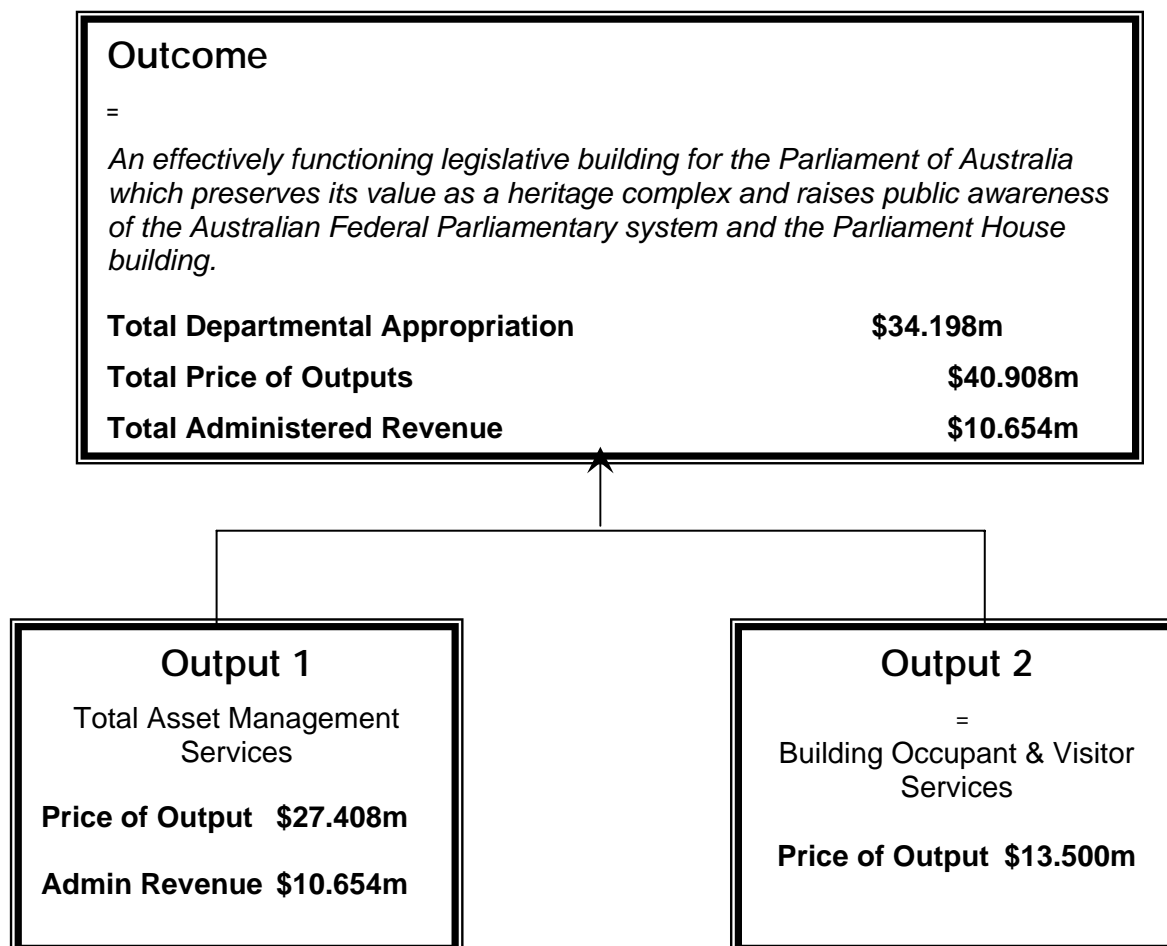 Outcome
=
An effectively functioning legislative building for the Parliament of Australia
which preserves its value as a heritage complex and raises public awareness
of the Australian Federal Parliamentary system and the Parliament House
building.
Total Departmental Appropriation $34.198m
Total Price of Outputs $40.908m
Total Administered Revenue $10.654m
Output 1
Total Asset Management
Services
Price of Output $27.408m
Admin Revenue $10.654m
Output 2
=
Building Occupant & Visitor
Services
Price of Output $13.500m